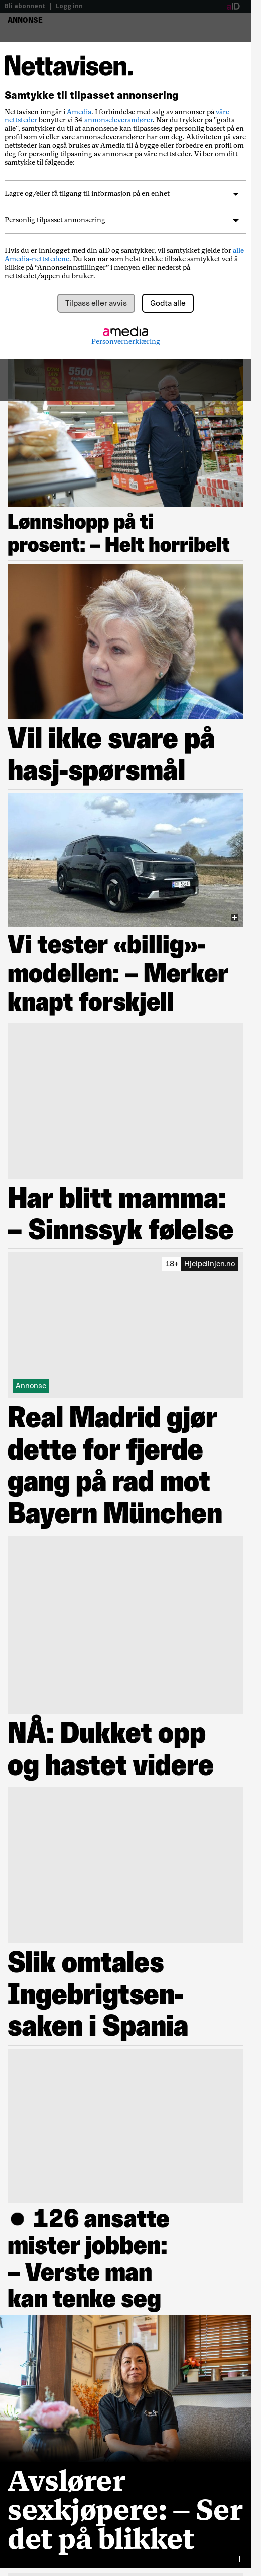 Bli abonnent | Logg inn
aID
ANNONSE
Nettavisen.
Samtykke til tilpasset annonsering
Nettavisen inngår i Amedia. I forbindelse med salg av annonser på våre
nettsteder benytter vi 34 annonseleverandører. Når du trykker på "godta
alle", samtykker du til at annonsene kan tilpasses deg personlig basert på en
profil som vi eller våre annonseleverandører har om deg. Aktiviteten på våre
nettsteder kan også brukes av Amedia til å bygge eller forbedre en profil om
deg for personlig tilpasning av annonser på våre nettsteder. Vi ber om ditt
samtykke til følgende:
Lagre og/eller få tilgang til informasjon på en enhet
Personlig tilpasset annonsering
Hvis du er innlogget med din aID og samtykker, vil samtykket gjelde for alle
Amedia-nettstedene. Du kan når som helst trekke tilbake samtykket ved å
klikke på “Annonseinnstillinger” i menyen eller nederst på
nettstedet/appen du bruker.
Tilpass eller avvis
Godta alle
amedia
Personvernerklæring
5500
Lønnshopp på ti
prosent: – Helt horribelt
Vil ikke svare på
hasj-spørsmål
Vi tester «billig»-
modellen: – Merker
knapt forskjell
Har blitt mamma:
– Sinnssyk følelse
18+ Hjelpelinjen.no
Annonse
Real Madrid gjør
dette for fjerde
gang på rad mot
Bayern München
NÅ: Dukket opp
og hastet videre
Slik omtales
Ingebrigtsen-
saken i Spania
● 126 ansatte
mister jobben:
– Verste man
kan tenke seg
Avslører
sexkjøpere: – Ser
det på blikket